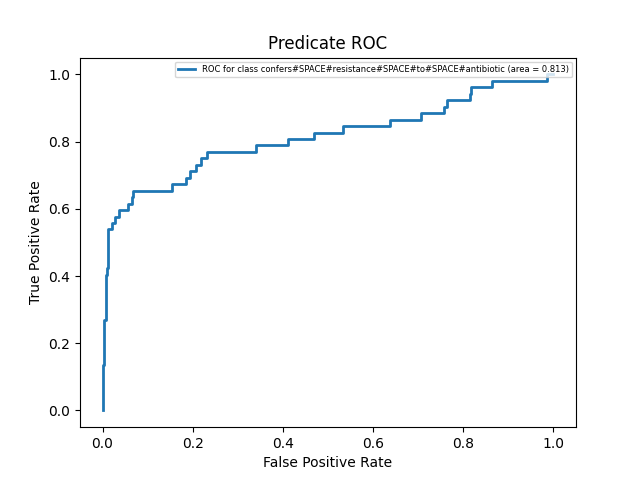 Predicate ROC
ROC for class confers#SPACE#resistance#SPACE#to#SPACE#antibiotic (area = 0.813)
True Positive Rate
1.0
0.8
0.6
0.4
0.2
0.0
0.0 0.2 0.4 0.6 0.8 1.0
False Positive Rate